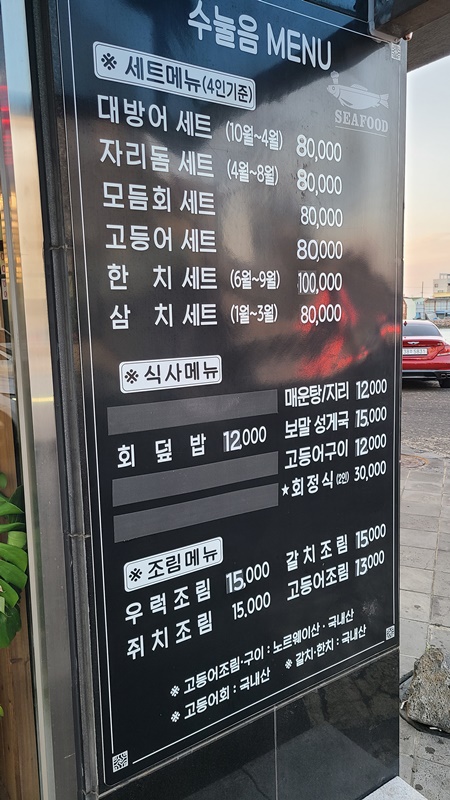 수눌음 MENU
※ 세트메뉴(4인기준)
SEAFOOD
대방어 세트 (10월~4월) 80,000
자리돔 세트 (4월~8월) 80,000
모듬회 세트 80,000
고등어 세트 80,000
한 치 세트 (6월~9월) 100,000
삼 치 세트 (1월~3월) 80,000
※ 식사메뉴
회 덮 밥 12,000
매운탕/지리 12,000
보말 성게국 15,000
고등어구이 12,000
★회정식(2인) 30,000
※ 조림메뉴
우럭조림 15,000
쥐치조림 15,000
갈치조림 15,000
고등어조림 13,000
※ 고등어조림·구이 : 노르웨이산 · 국내산
※ 고등어회 : 국내산 ※ 갈치·한치 : 국내산